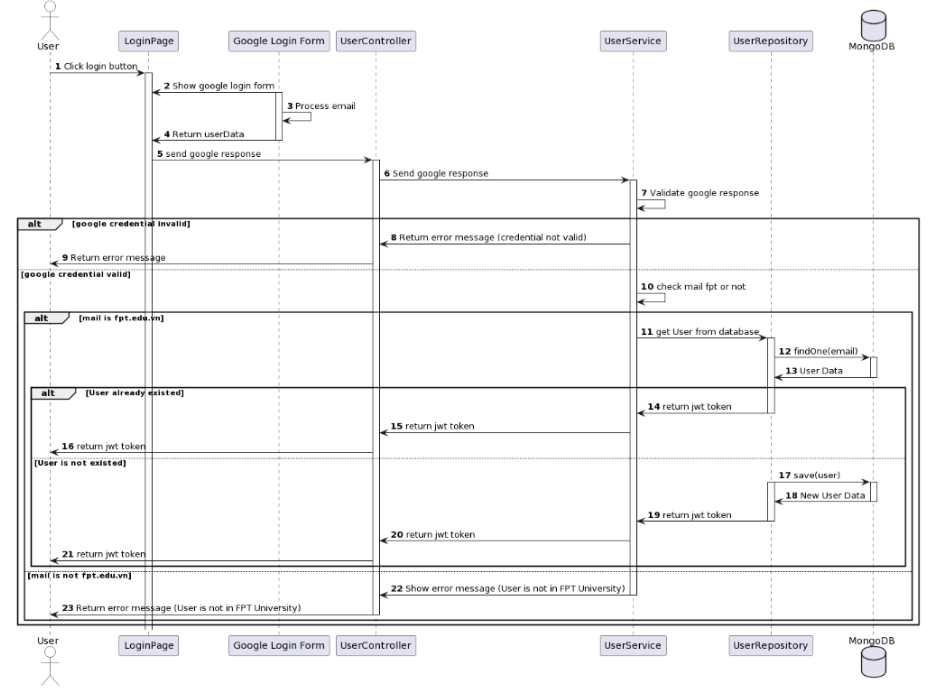 User
LoginPage
Google Login Form
UserController
UserService
UserRepository
MongoDB
1 Click login button
2 Show google login form
3 Process email
4 Return userData
5 send google response
6 Send google response
7 Validate google response
alt [google credential invalid]
8 Return error message (credential not valid)
9 Return error message
[google credential valid]
10 check mail fpt or not
alt [mail is fpt.edu.vn]
11 get User from database
12 findOne(email)
13 User Data
alt [User already existed]
14 return jwt token
15 return jwt token
16 return jwt token
[User is not existed]
17 save(user)
18 New User Data
19 return jwt token
20 return jwt token
21 return jwt token
[mail is not fpt.edu.vn]
22 Show error message (User is not in FPT University)
23 Return error message (User is not in FPT University)
User
LoginPage
Google Login Form
UserController
UserService
UserRepository
MongoDB